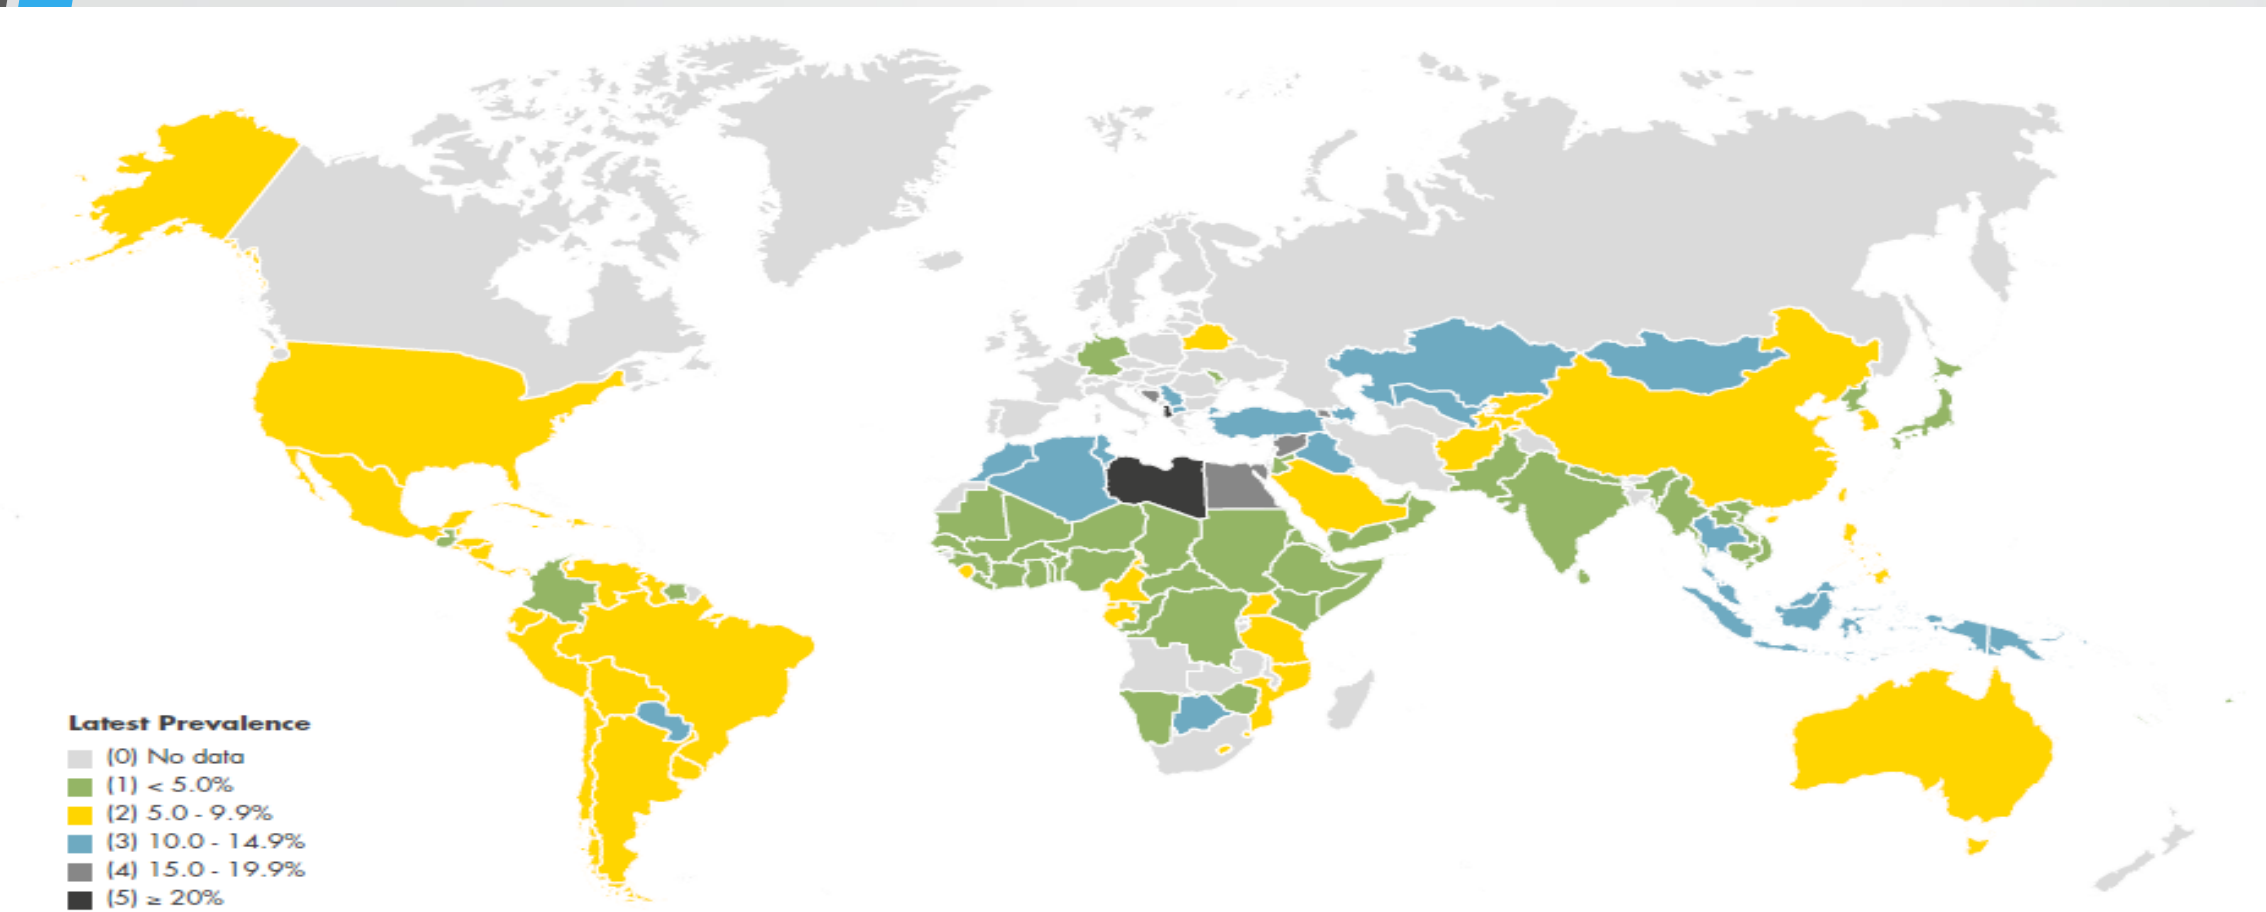 Latest Prevalence
(0) No data
(1) < 5.0%
(2) 5.0 - 9.9%
(3) 10.0 - 14.9%
(4) 15.0 - 19.9%
(5) ≥ 20%